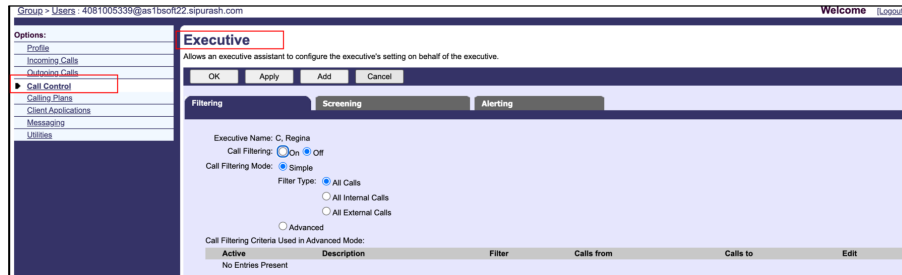 Group > Users : 4081005339@as1bsoft22.sipurash.com
Welcome [Logout
Options:
Profile
Incoming Calls
Outgoing Calls
Call Control
Calling Plans
Client Applications
Messaging
Utilities
Executive
Allows an executive assistant to configure the executive's setting on behalf of the executive.
OK Apply Add Cancel
Filtering Screening Alerting
Executive Name: C, Regina
Call Filtering: On Off
Call Filtering Mode: Simple
Filter Type: All Calls
All Internal Calls
All External Calls
Advanced
Call Filtering Criteria Used in Advanced Mode:
Active Description Filter Calls from Calls to Edit
No Entries Present